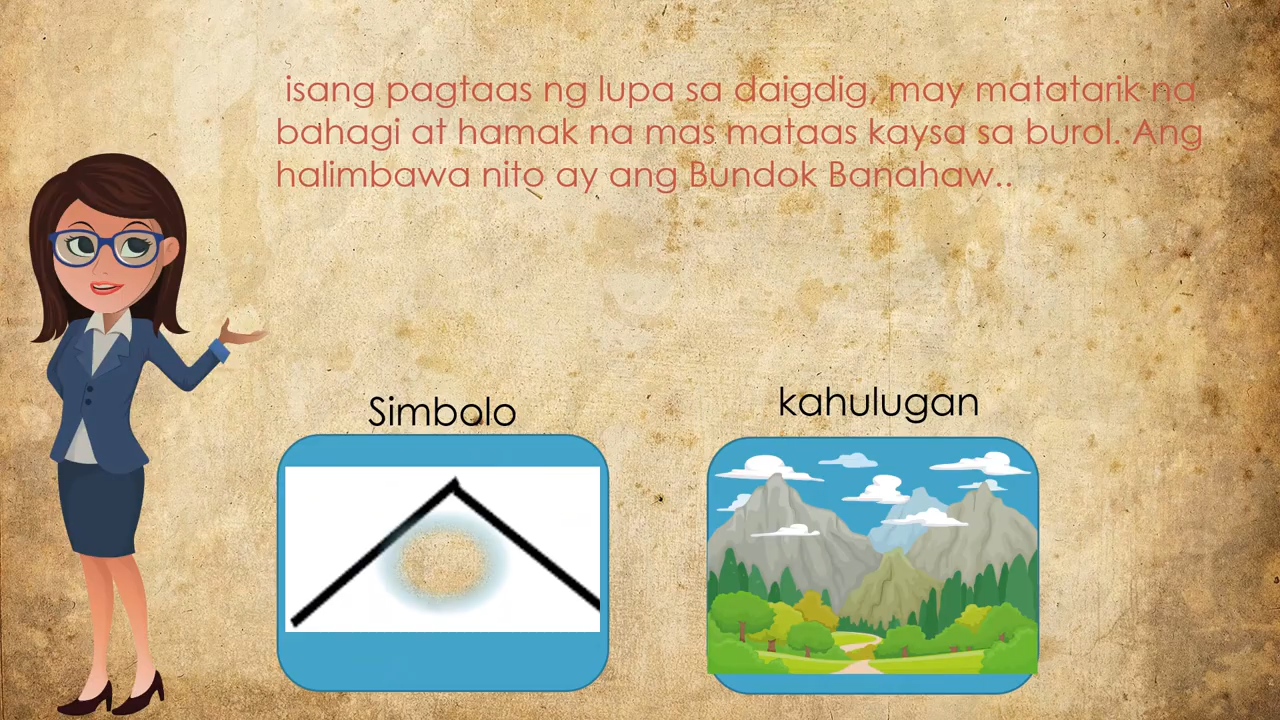 isang pagtaas ng lupa sa daigdig, may matatarik na
bahagi at hamak na mas mataas kaysa sa burol. Ang
halimbawa nito ay ang Bundok Banahaw..
Simbolo
kahulugan